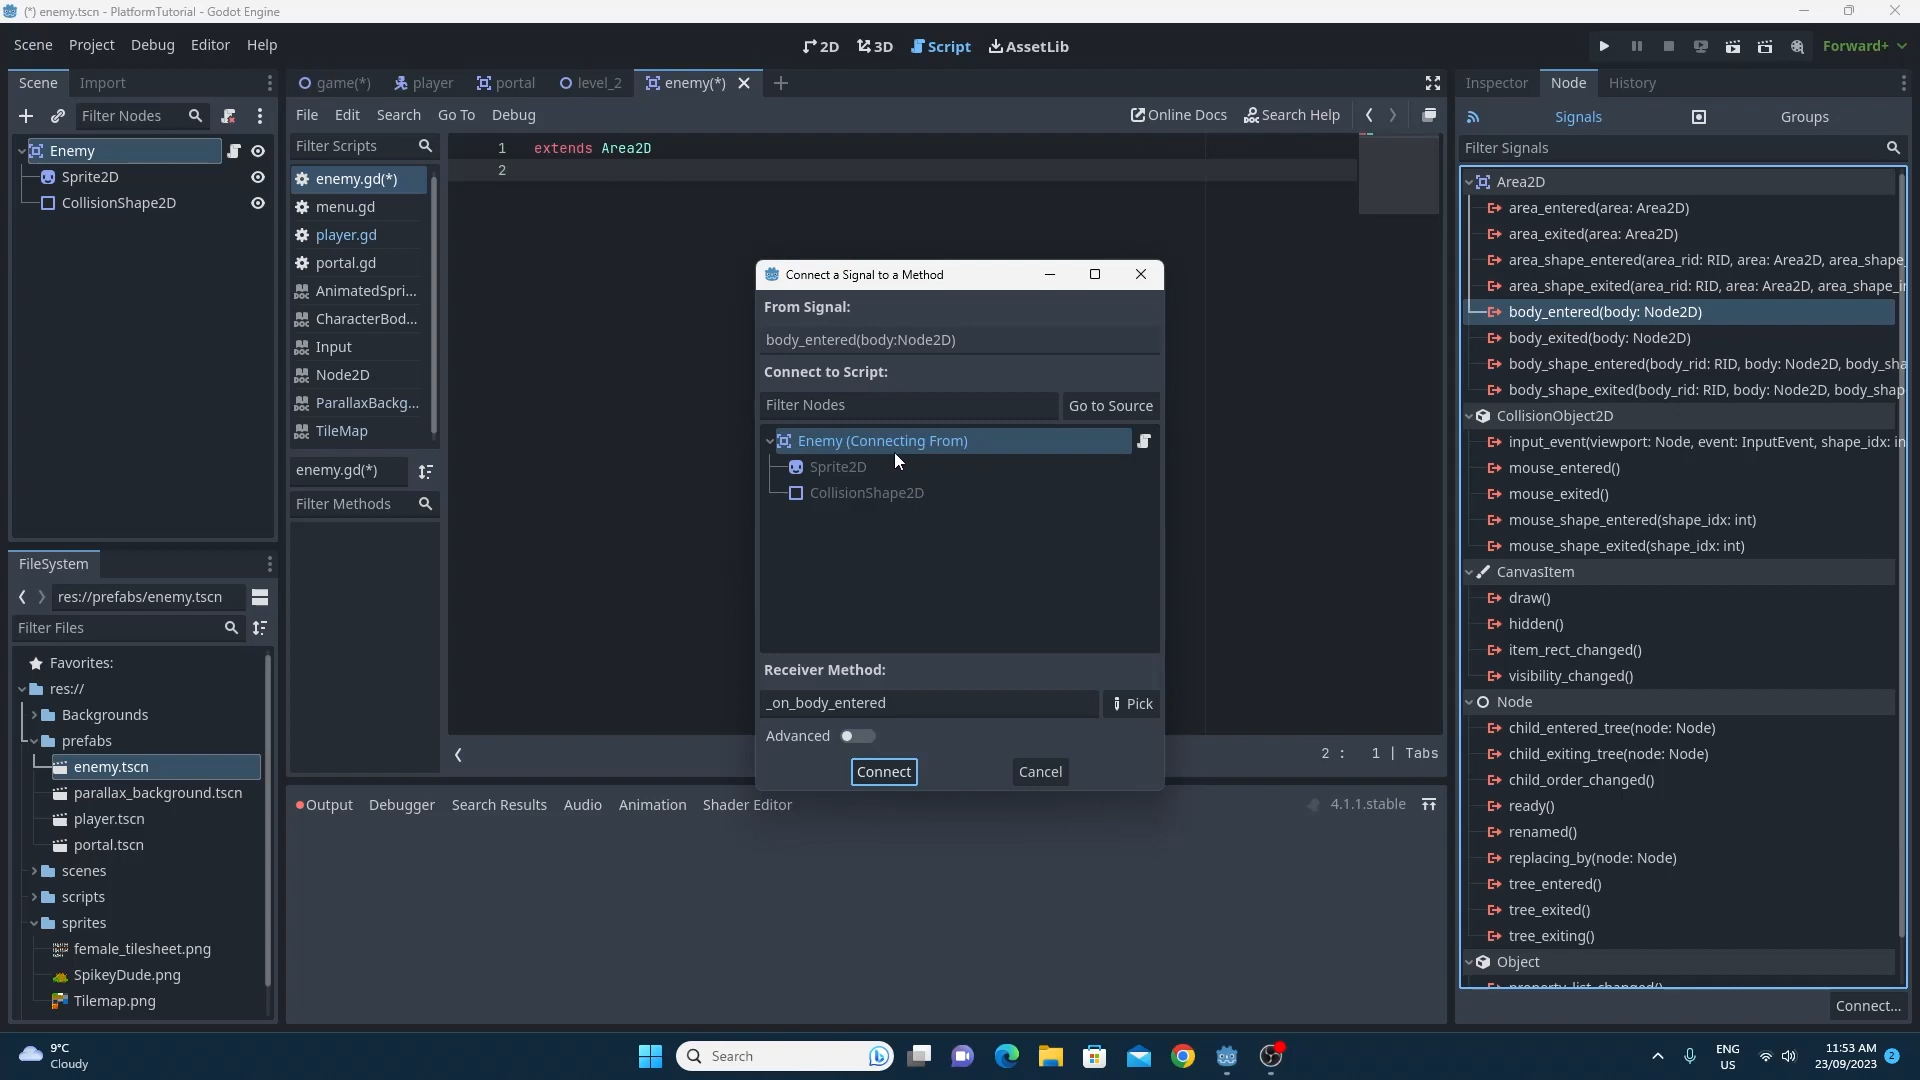 (*) enemy.tscn - PlatformTutorial - Godot Engine
Scene Project Debug Editor Help
2D 3D Script AssetLib
Forward+
Scene Import
game(*) player portal level_2 enemy(*)
Inspector Node History
Filter Nodes
File Edit Search Go To Debug
Online Docs Search Help
Signals Groups
Enemy
Sprite2D
CollisionShape2D
Filter Scripts
enemy.gd(*)
menu.gd
player.gd
portal.gd
AnimatedSpri...
CharacterBod...
Input
Node2D
ParallaxBackg...
TileMap
enemy.gd(*)
Filter Methods
1 extends Area2D
2
Connect a Signal to a Method
From Signal:
body_entered(body:Node2D)
Connect to Script:
Filter Nodes
Go to Source
Enemy (Connecting From)
Sprite2D
CollisionShape2D
Receiver Method:
_on_body_entered
Pick
Advanced
Connect
Cancel
2 : 1 | Tabs
Output Debugger Search Results Audio Animation Shader Editor
4.1.1.stable
Filter Signals
Area2D
area_entered(area: Area2D)
area_exited(area: Area2D)
area_shape_entered(area_rid: RID, area: Area2D, area_shape_
area_shape_exited(area_rid: RID, area: Area2D, area_shape_i
body_entered(body: Node2D)
body_exited(body: Node2D)
body_shape_entered(body_rid: RID, body: Node2D, body_sha
body_shape_exited(body_rid: RID, body: Node2D, body_shap
CollisionObject2D
input_event(viewport: Node, event: InputEvent, shape_idx: in
mouse_entered()
mouse_exited()
mouse_shape_entered(shape_idx: int)
mouse_shape_exited(shape_idx: int)
CanvasItem
draw()
hidden()
item_rect_changed()
visibility_changed()
Node
child_entered_tree(node: Node)
child_exiting_tree(node: Node)
child_order_changed()
ready()
renamed()
replacing_by(node: Node)
tree_entered()
tree_exited()
tree_exiting()
Object
property_list_changed()
Connect...
FileSystem
res://prefabs/enemy.tscn
Filter Files
Favorites:
res://
Backgrounds
prefabs
enemy.tscn
parallax_background.tscn
player.tscn
portal.tscn
scenes
scripts
sprites
female_tilesheet.png
SpikeyDude.png
Tilemap.png
9°C
Cloudy
Search
ENG
US
11:53 AM
23/09/2023
2